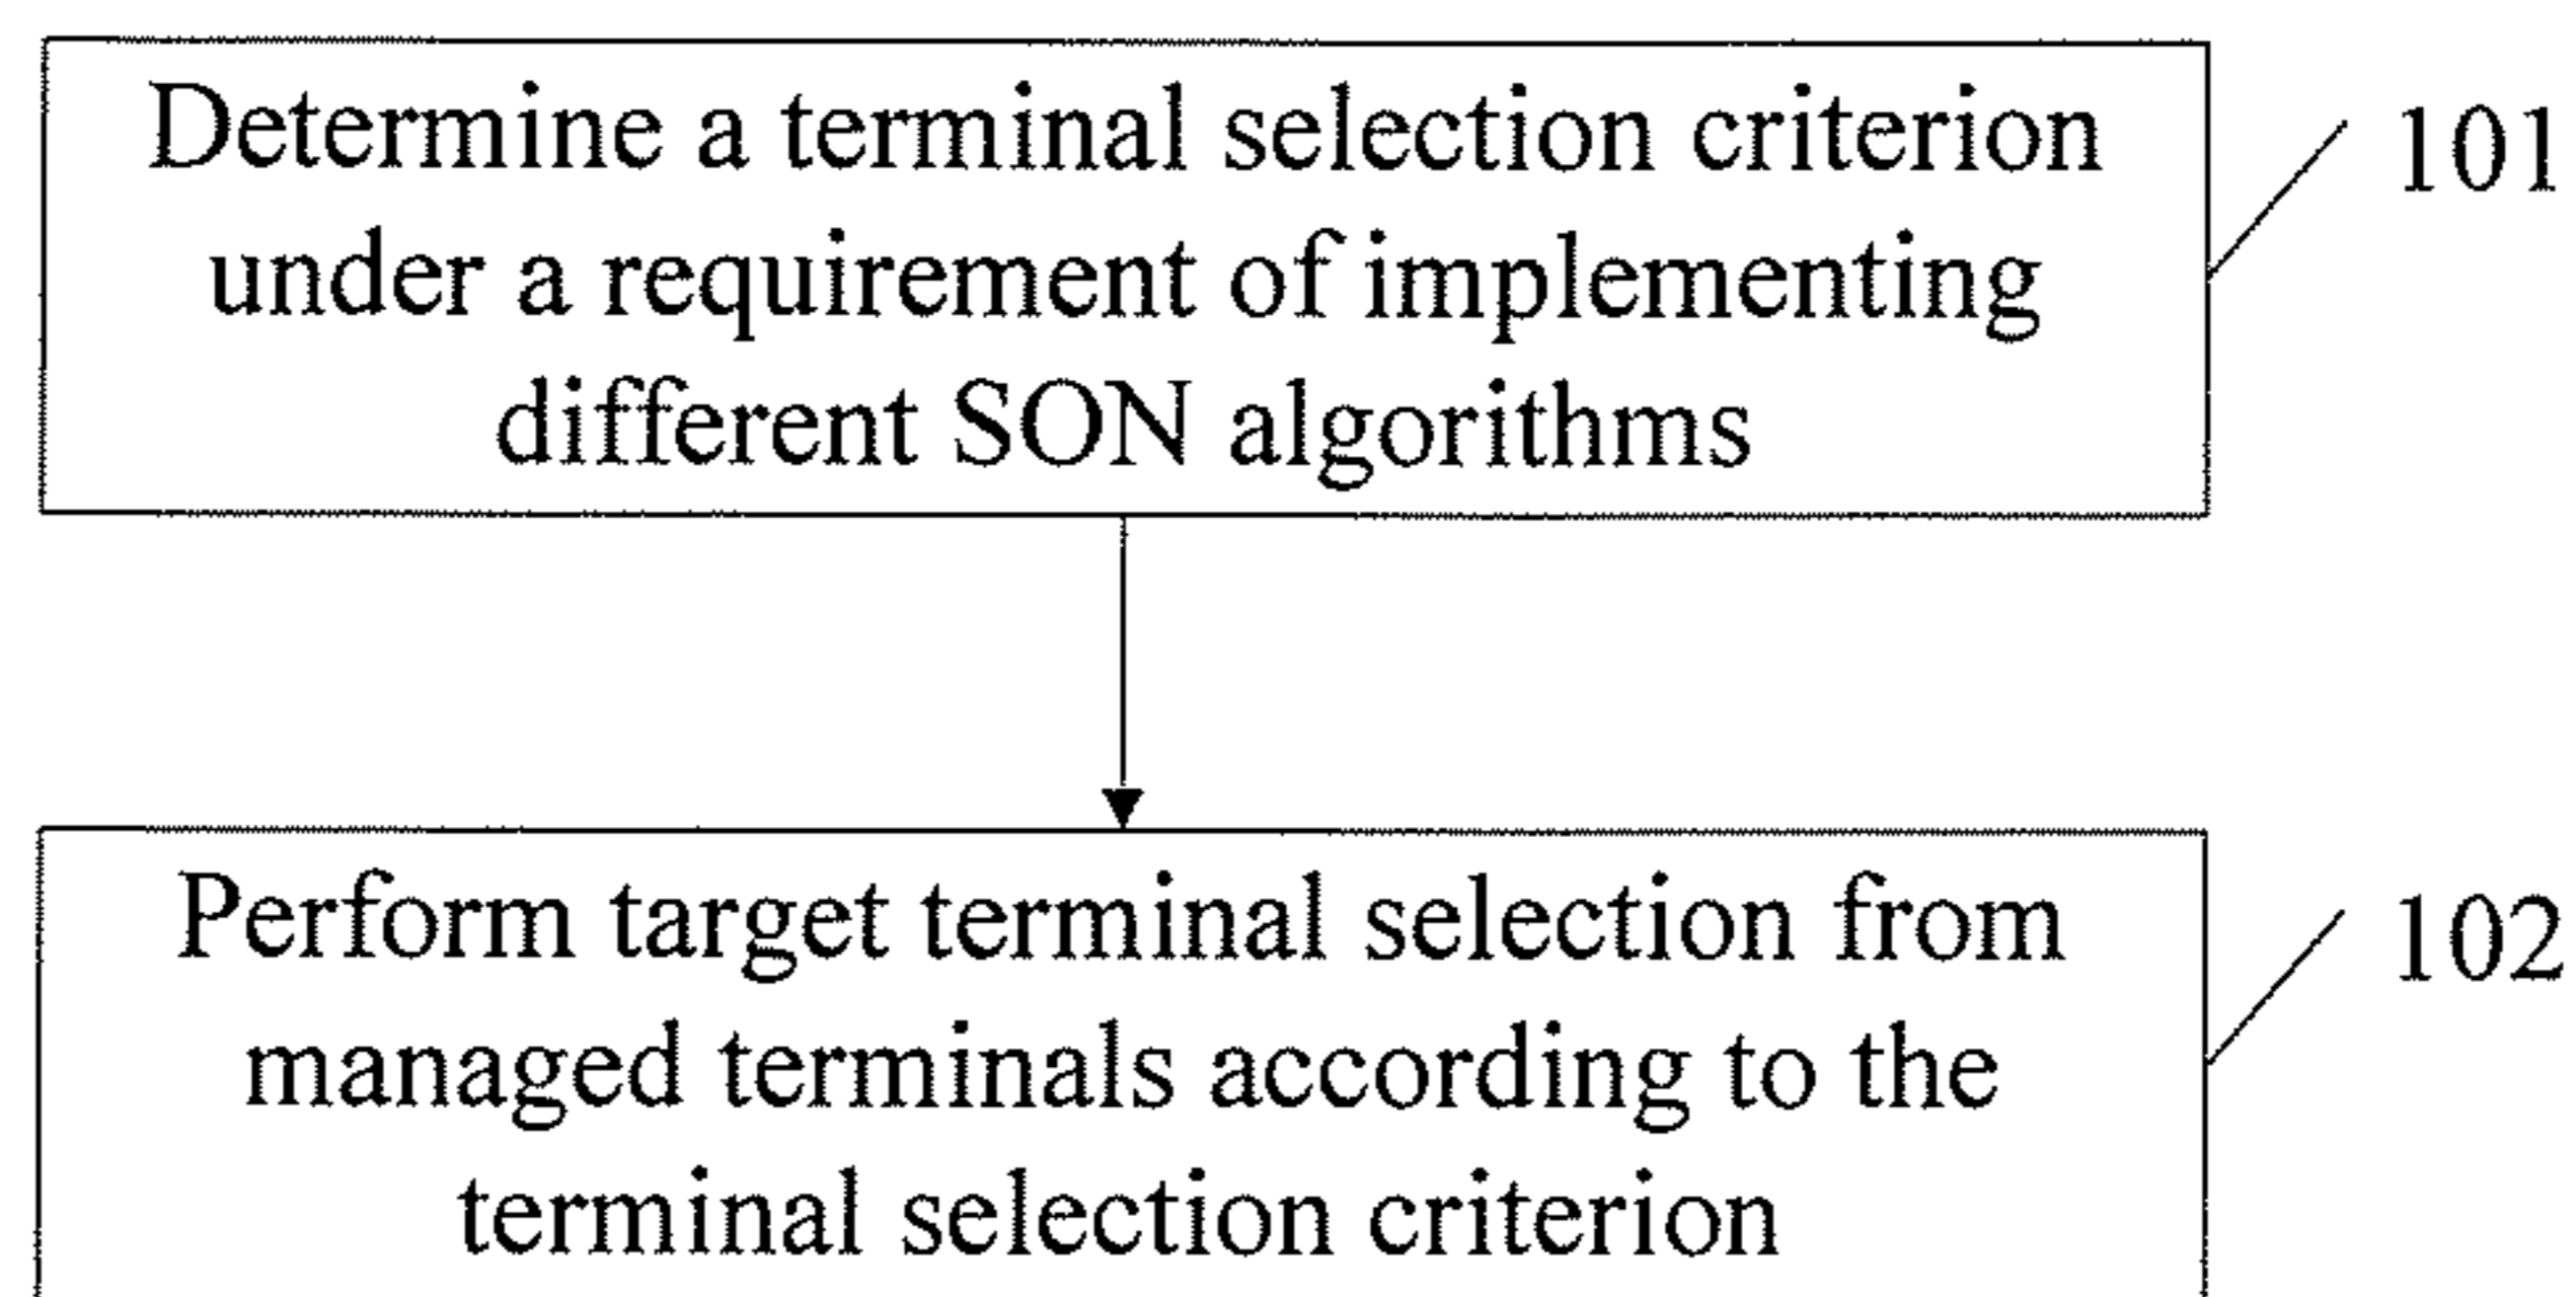 Determine a terminal selection criterion
under a requirement of implementing
different SON algorithms
101
Perform target terminal selection from
managed terminals according to the
terminal selection criterion
102